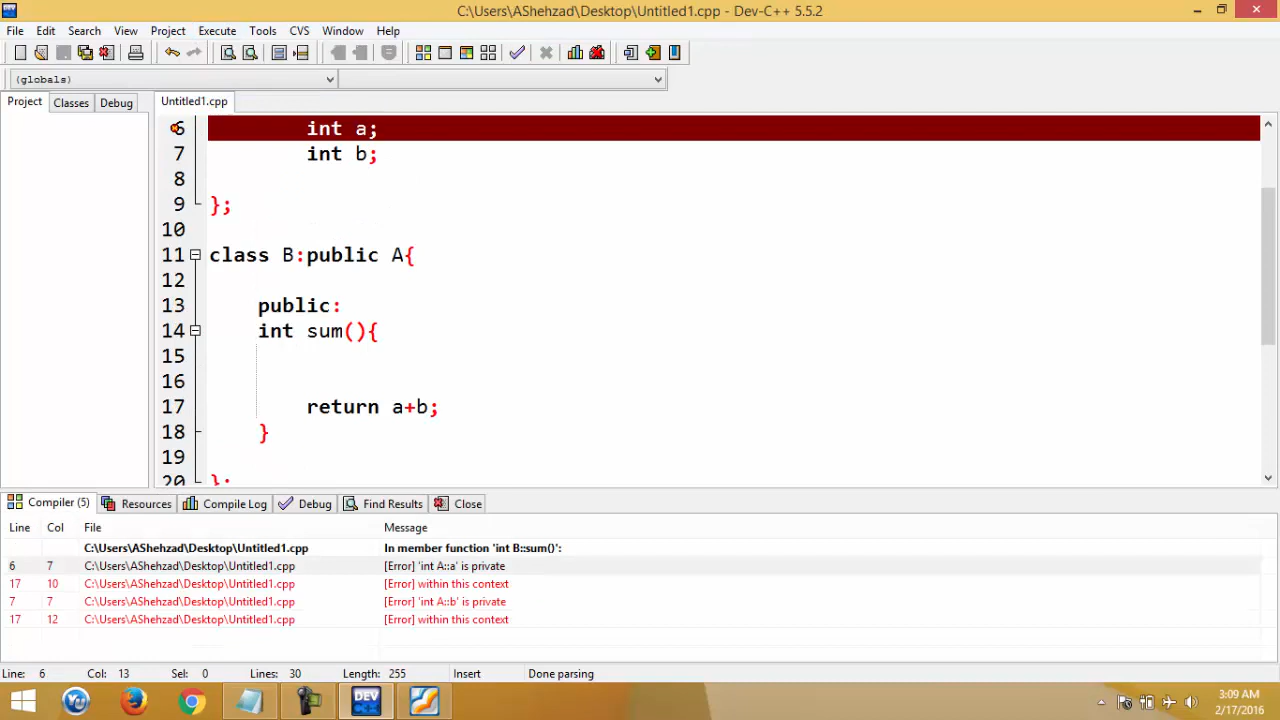 C:\Users\AShehzad\Desktop\Untitled1.cpp - Dev-C++ 5.5.2
File Edit Search View Project Execute Tools CVS Window Help
(globals)
Project Classes Debug Untitled1.cpp
6 int a;
7 int b;
8
9 };
10
11 class B:public A{
12
13 public:
14 int sum(){
15
16
17 return a+b;
18 }
19
20 };
Compiler (5) Resources Compile Log Debug Find Results Close
Line Col File Message
C:\Users\AShehzad\Desktop\Untitled1.cpp In member function 'int B::sum()':
6 7 C:\Users\AShehzad\Desktop\Untitled1.cpp [Error] 'int A::a' is private
17 10 C:\Users\AShehzad\Desktop\Untitled1.cpp [Error] within this context
7 7 C:\Users\AShehzad\Desktop\Untitled1.cpp [Error] 'int A::b' is private
17 12 C:\Users\AShehzad\Desktop\Untitled1.cpp [Error] within this context
Line: 6 Col: 13 Sel: 0 Lines: 30 Length: 255 Insert Done parsing
DEV
3:09 AM
2/17/2016